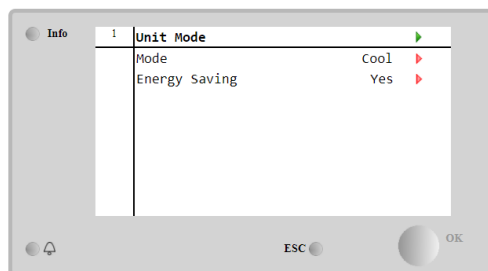 Info
1 Unit Mode
Mode Cool
Energy Saving Yes
ESC
OK